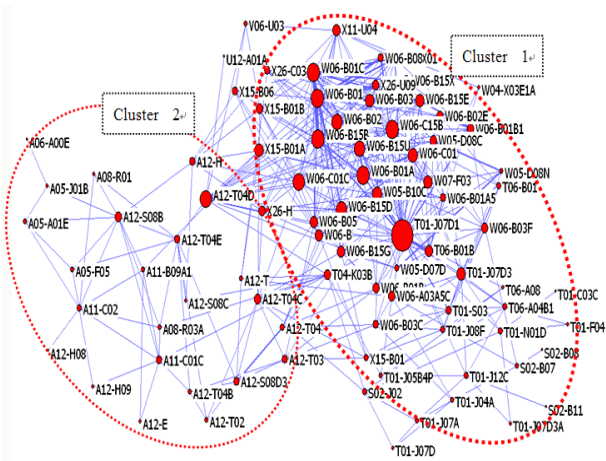 V06-U03
X11-U04
Cluster 1
U12-A01A
W06-B08X01
X26-C03
W06-B01C
X26-U09
W06-B15X
W04-X03E1A
X15-B06
W06-B01
W06-B03
W06-B15E
Cluster 2
X15-B01B
W06-B02E
W06-B02
W06-C15B
W06-B01B1
A06-A00E
W06-B15R
W05-D08C
X15-B01A
W06-B15U
W06-C01
A12-H
A08-R01
W06-B01A
W05-D08N
A05-J01B
W06-C01C
W07-F03
T06-B01
A12-T04D
W05-B10C
W06-B01A5
X26-H
W06-B15D
A05-A01E
A12-S08B
W06-B05
T01-J07D1
W06-B03F
A12-T04E
W06-B
W06-B15G
T06-B01B
A05-F05
A11-B09A1
A12-T
T04-K03B
W05-D07D
T01-J07D3
T06-A08
T01-C03C
A12-S08C
A12-T04C
W06-A03A5C
A11-C02
T01-S03
T06-A04B1
A08-R03A
A12-T04
W06-B03C
T01-J08F
T01-N01D
T01-F04
A12-H08
A11-C01C
A12-T03
X15-B01
S02-B08
S02-B07
A12-H09
A12-S08D3
T01-J05B4P
T01-J12C
A12-T04B
S02-J02
T01-J04A
S02-B11
A12-E
A12-T02
T01-J07A
T01-J07D3A
T01-J07D